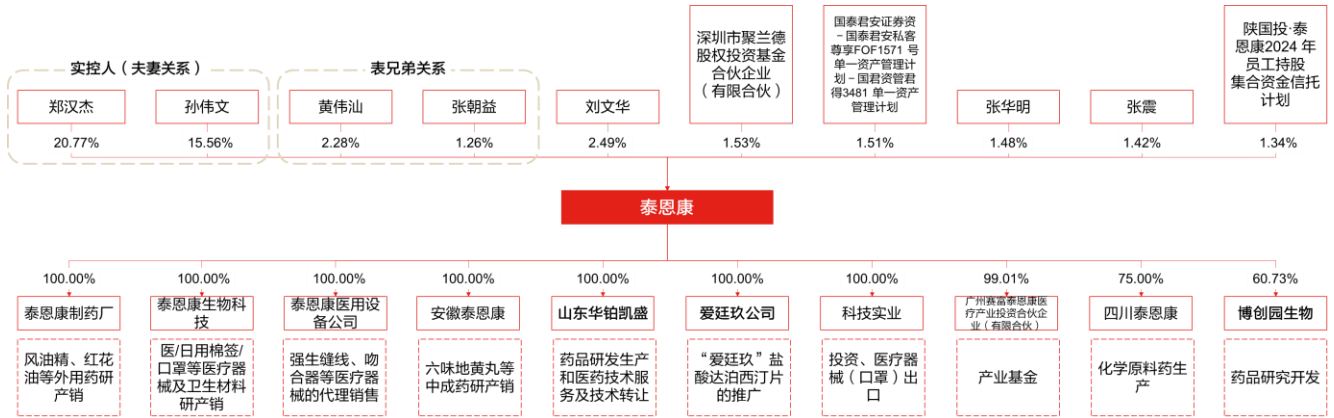 实控人（夫妻关系）
表兄弟关系
郑汉杰
孙伟文
黄伟汕
张朝益
刘文华
深圳市聚兰德
股权投资基金
合伙企业
（有限合伙）
国泰君安证券资
–国泰君安私客
尊享FOF1571 号
单一资产管理计
划–国君资管君
得3481 单一资产
管理计划
张华明
张震
陕国投·泰
恩康2024 年
员工持股
集合资金信托
计划
20.77%
15.56%
2.28%
1.26%
2.49%
1.53%
1.51%
1.48%
1.42%
1.34%
泰恩康
100.00%
100.00%
100.00%
100.00%
100.00%
100.00%
100.00%
99.01%
75.00%
60.73%
泰恩康制药厂
泰恩康生物科
技
泰恩康医用设
备公司
安徽泰恩康
山东华铂凯盛
爱廷玖公司
科技实业
广州赛富泰恩康医
疗产业投资合伙企
业（有限合伙）
四川泰恩康
博创园生物
风油精、红花
油等外用药研
产销
医/日用棉签/
口罩等医疗器
械及卫生材料
研产销
强生缝线、吻
合器等医疗器
械的代理销售
六味地黄丸等
中成药研产销
药品研发生产
和医药技术服
务及技术转让
“爱廷玖”盐
酸达泊西汀片
的推广
投资、医疗器
械（口罩）出
口
产业基金
化学原料药生
产
药品研究开发